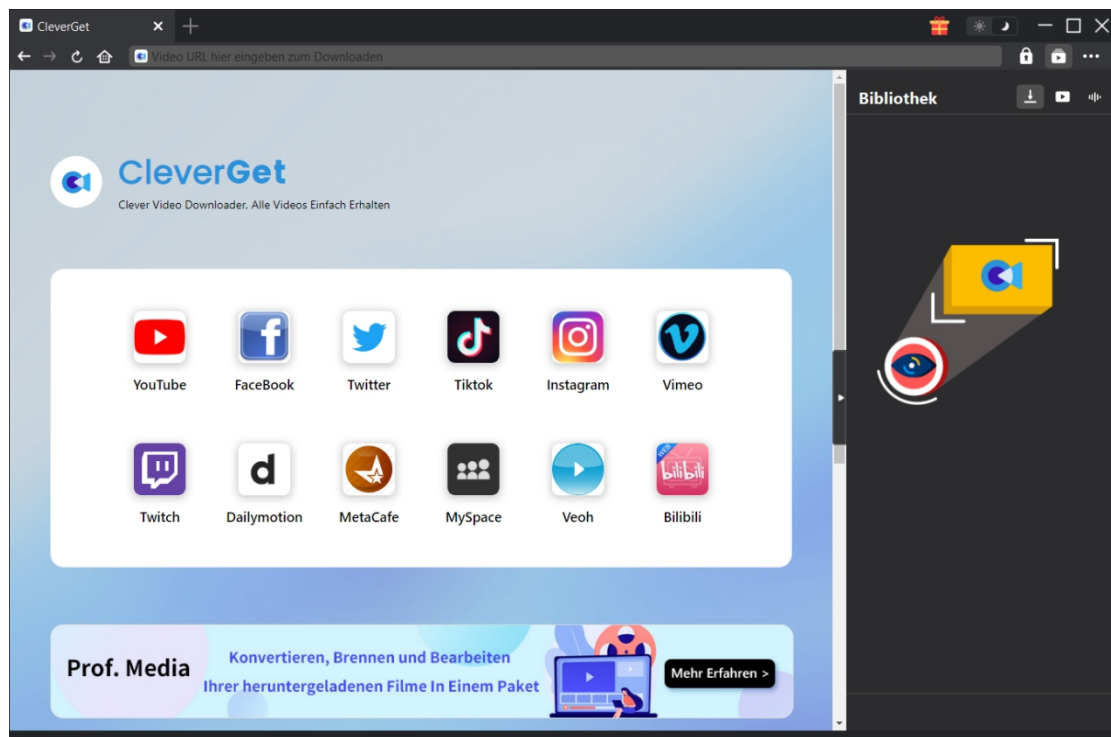 CleverGet
Video URL hier eingeben zum Downloaden
Bibliothek
CleverGet
Clever Video Downloader, Alle Videos Einfach Erhalten
YouTube FaceBook Twitter Tiktok Instagram Vimeo
WEB
bilibili
Twitch Dailymotion MetaCafe MySpace Veoh Bilibili
Prof. Media
Konvertieren, Brennen und Bearbeiten
Ihrer heruntergeladenen Filme In Einem Paket
Mehr Erfahren >